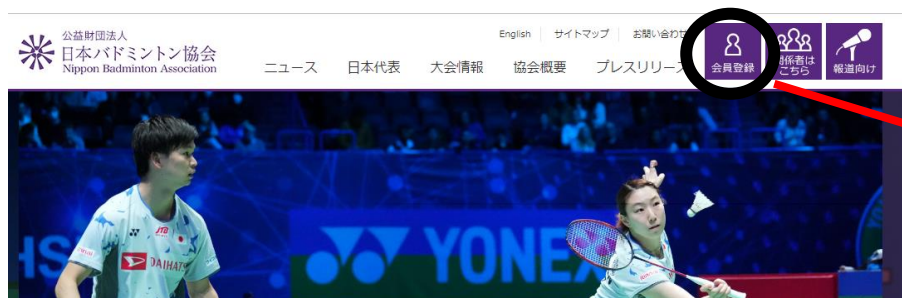 公益財団法人
日本バドミントン協会
Nippon Badminton Association
English サイトマップ お問い合わせ
ニュース 日本代表 大会情報 協会概要 プレスリリース
会員登録
関係者は
こちら
報道向け
YONEX
JTB
DAIHATSU